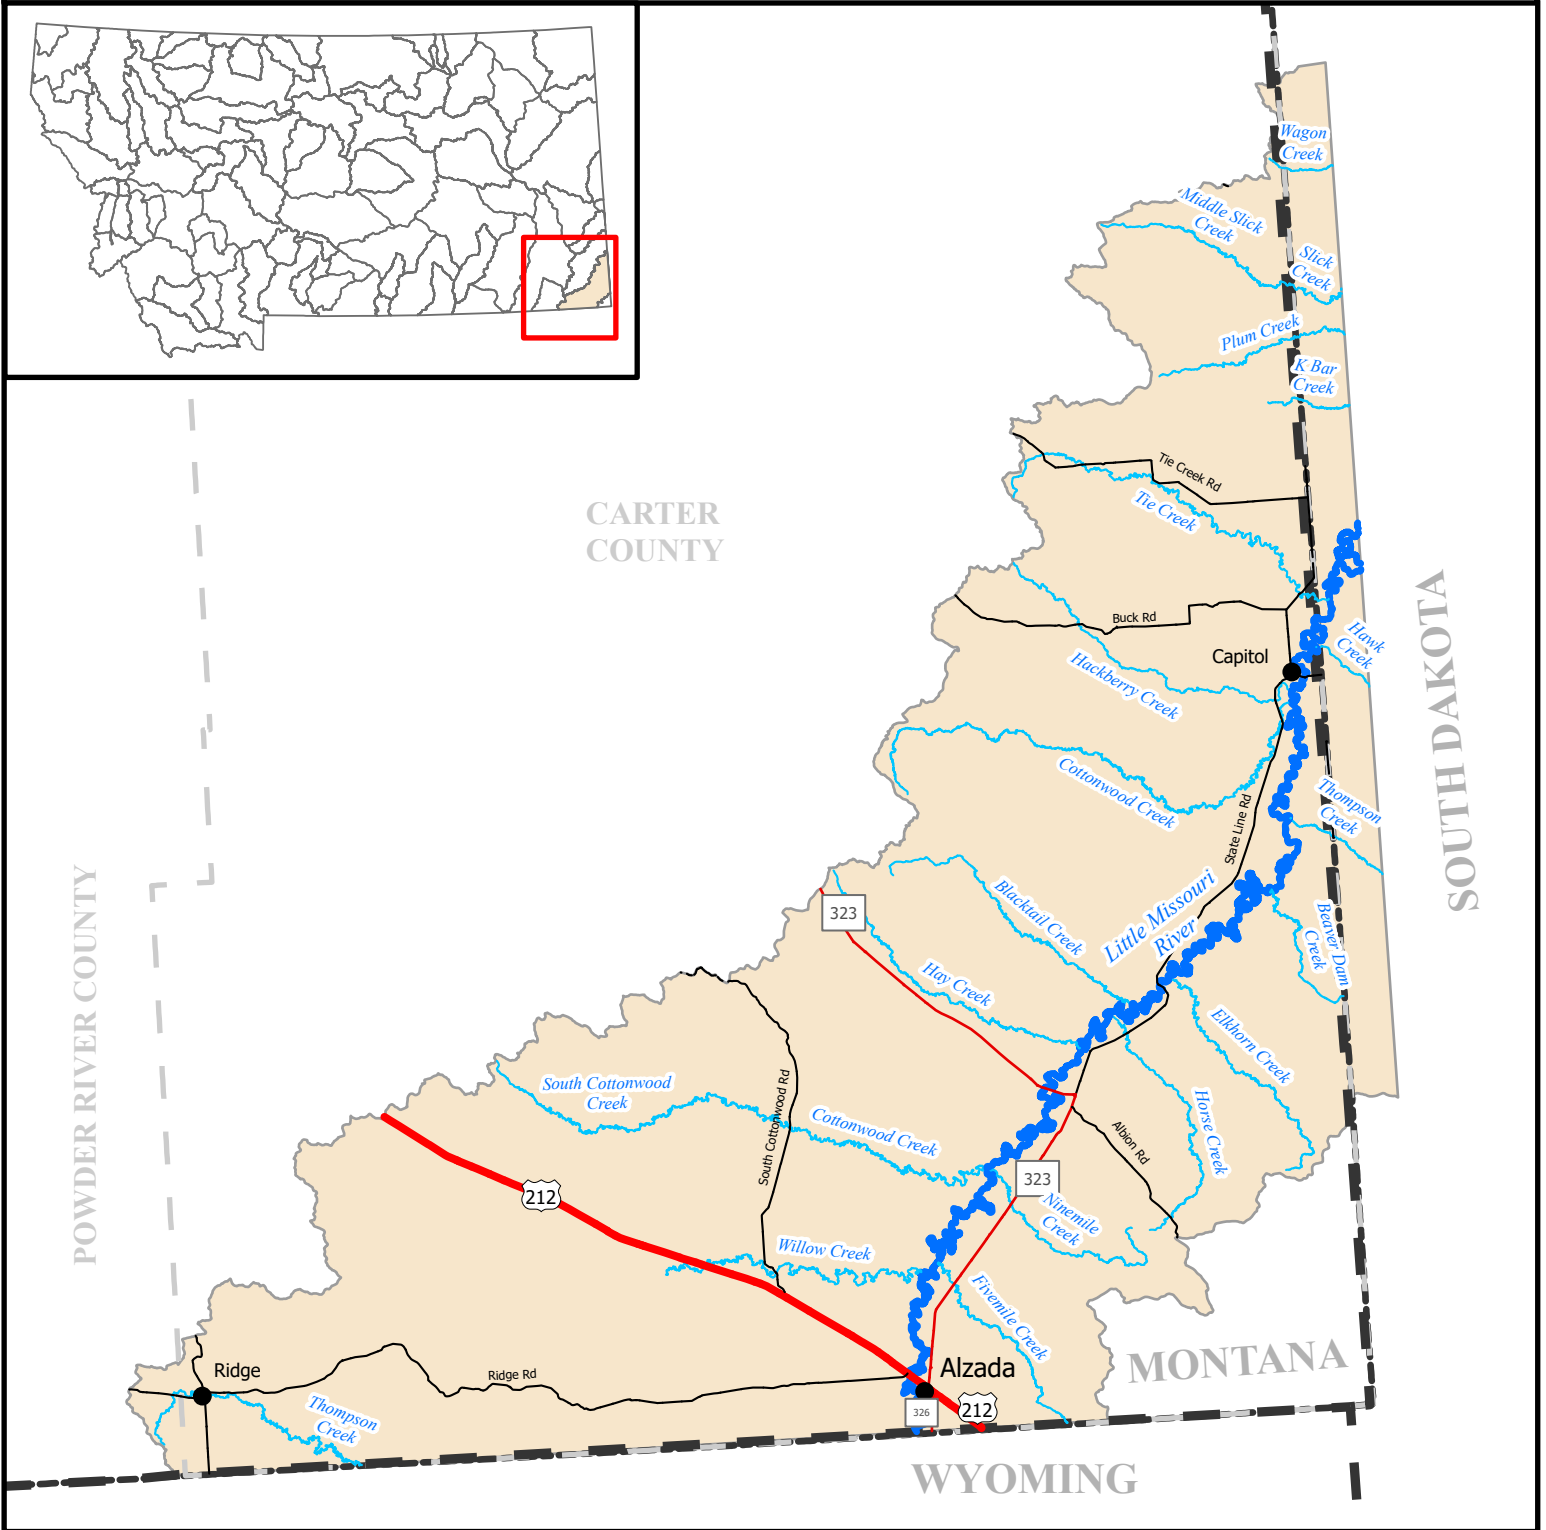 Wagon
Creek
Middle Slick
Creek
Slick
Creek
Plum Creek
K Bar
Creek
Tie Creek Rd
Tie Creek
CARTER
COUNTY
SOUTH DAKOTA
Buck Rd
Hawk
Creek
Capitol
Hackberry Creek
Cottonwood Creek
Thompson
Creek
State Line Rd
POWDER RIVER COUNTY
323
Blacktail Creek
Little Missouri
River
Beaver Dam
Creek
Hay Creek
Elkhorn Creek
South Cottonwood
Creek
South Cottonwood Rd
Cottonwood Creek
Horse Creek
Albion Rd
323
212
Ninemile
Creek
Willow Creek
Fivemile Creek
MONTANA
Ridge
Ridge Rd
Alzada
Thompson
Creek
326
212
WYOMING